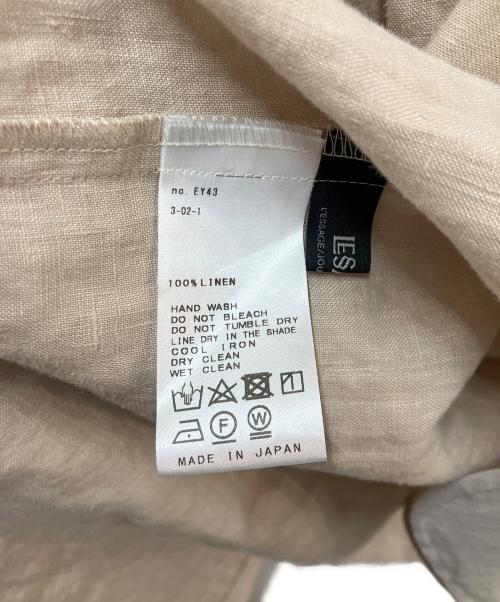 no. EY43
3-02-1
100% LINEN
HAND WASH
DO NOT BLEACH
DO NOT TUMBLE DRY
LINE DRY IN THE SHADE
COOL IRON
DRY CLEAN
WET CLEAN
F
W
MADE IN JAPAN
L'ESSAGE/JOU
LES